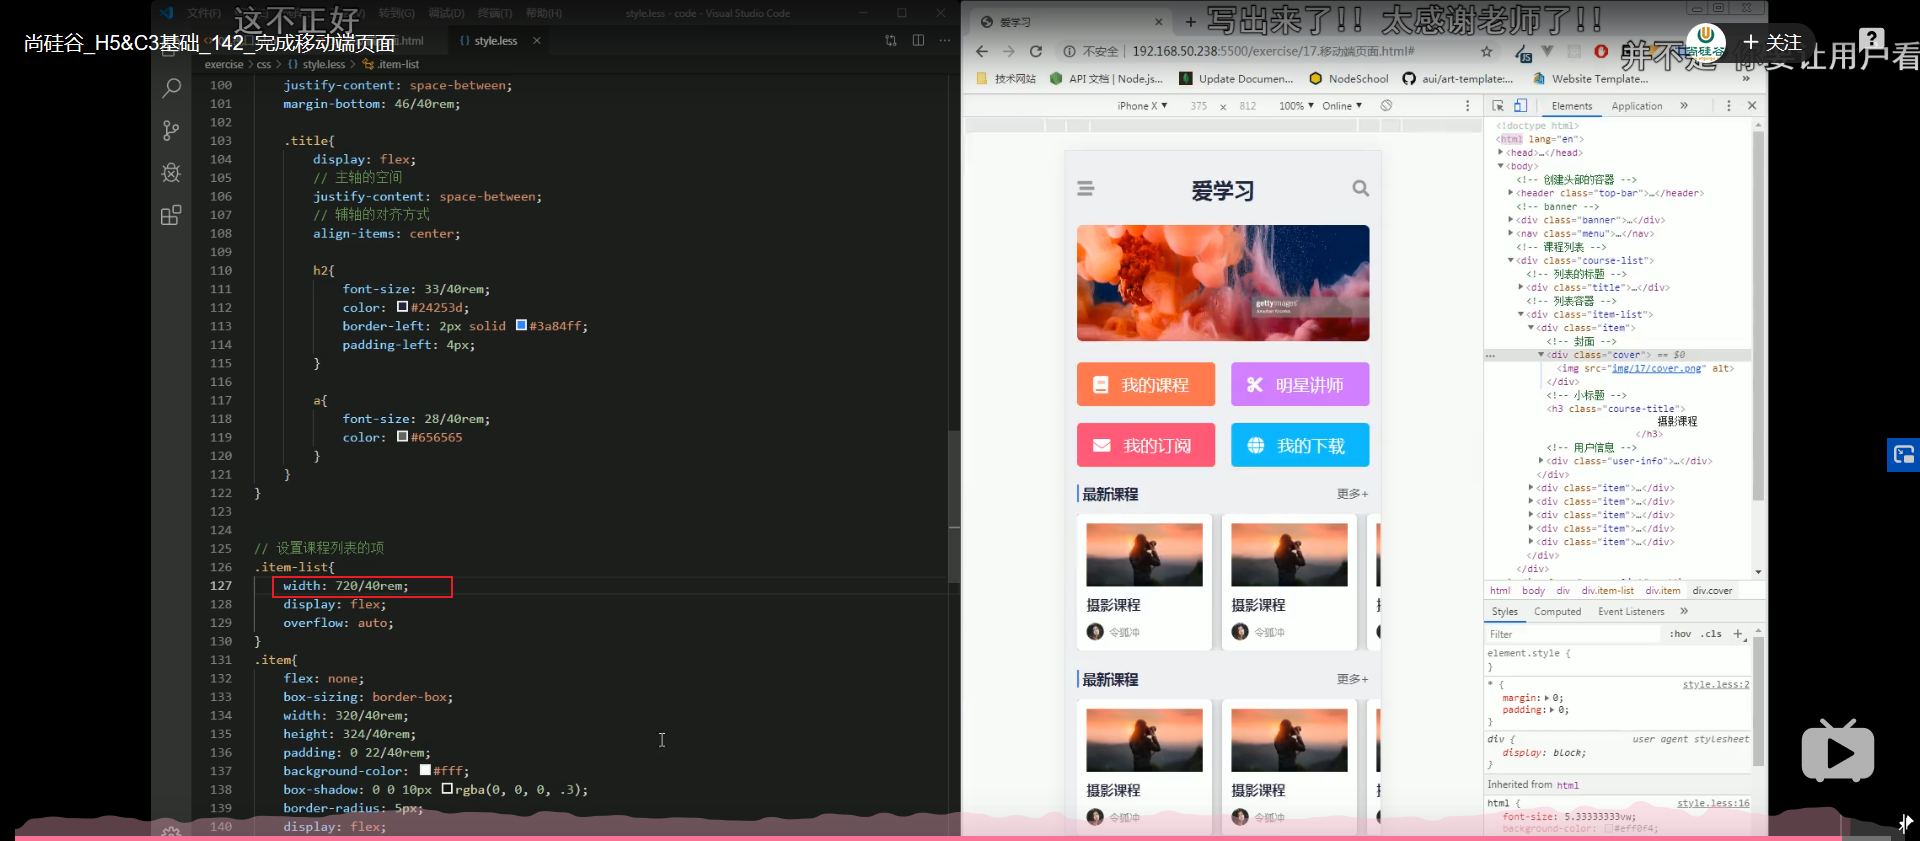 这不正好
写出来了!! 太感谢老师了!!
尚硅谷_H5&C3基础_142_完成移动端页面
关注
文件(F)
转到(G) 调试(D) 终端(T) 帮助(H)
style.less - code - Visual Studio Code
style.less
exercise > css > style.less > .item-list
100 justify-content: space-between;
101 margin-bottom: 46/40rem;
102
103 .title{
104 display: flex;
105 // 主轴的空间
106 justify-content: space-between;
107 // 辅轴的对齐方式
108 align-items: center;
109
110 h2{
111 font-size: 33/40rem;
112 color: #24253d;
113 border-left: 2px solid #3a84ff;
114 padding-left: 4px;
115 }
116
117 a{
118 font-size: 28/40rem;
119 color: #656565
120 }
121 }
122 }
123
124
125 // 设置课程列表的项
126 .item-list{
127 width: 720/40rem;
128 display: flex;
129 overflow: auto;
130 }
131 .item{
132 flex: none;
133 box-sizing: border-box;
134 width: 320/40rem;
135 height: 324/40rem;
136 padding: 0 22/40rem;
137 background-color: #fff;
138 box-shadow: 0 0 10px rgba(0, 0, 0, .3);
139 border-radius: 5px;
140 display: flex;
爱学习
不安全 | 192.168.50.238:5500/exercise/17.移动端页面.html#
技术网站 API 文档 | Node.js... Update Documen... NodeSchool aui/art-template:... Website Template...
iPhone X 375 x 812 100% Online
爱学习
gettyimages
我的课程 明星讲师
我的订阅 我的下载
最新课程 更多+
摄影课程 摄影课程
令狐冲 令狐冲
最新课程 更多+
摄影课程 摄影课程
令狐冲 令狐冲
Elements Application
<!doctype html>
<html lang="en">
<head>…</head>
<body>
<!-- 创建头部的容器 -->
<header class="top-bar">…</header>
<!-- banner -->
<div class="banner">…</div>
<nav class="menu">…</nav>
<!-- 课程列表 -->
<div class="course-list">
<!-- 列表的标题 -->
<div class="title">…</div>
<!-- 列表容器 -->
<div class="item-list">
<div class="item">
<!-- 封面 -->
<div class="cover"> == $0
<img src="img/17/cover.png" alt>
</div>
<!-- 小标题 -->
<h3 class="course-title">
摄影课程
</h3>
<!-- 用户信息 -->
<div class="user-info">…</div>
</div>
<div class="item">…</div>
<div class="item">…</div>
<div class="item">…</div>
<div class="item">…</div>
<div class="item">…</div>
</div>
</div>
html body div div.item-list div.item div.cover
Styles Computed Event Listeners
Filter :hov .cls +
element.style {
}
* { style.less:2
margin: 0;
padding: 0;
}
div { user agent stylesheet
display: block;
}
Inherited from html
html { style.less:16
font-size: 5.33333333vw;
background-color: #eff0f4;